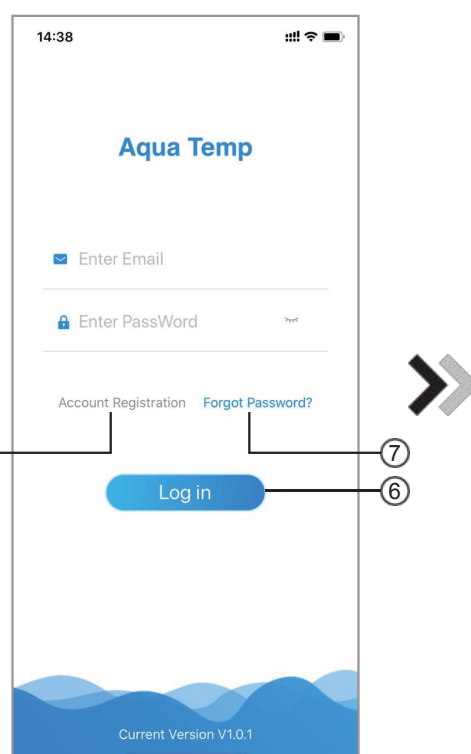 14:38
Aqua Temp
Enter Email
Enter PassWord
Account Registration Forgot Password?
7
Log in
6
Current Version V1.0.1